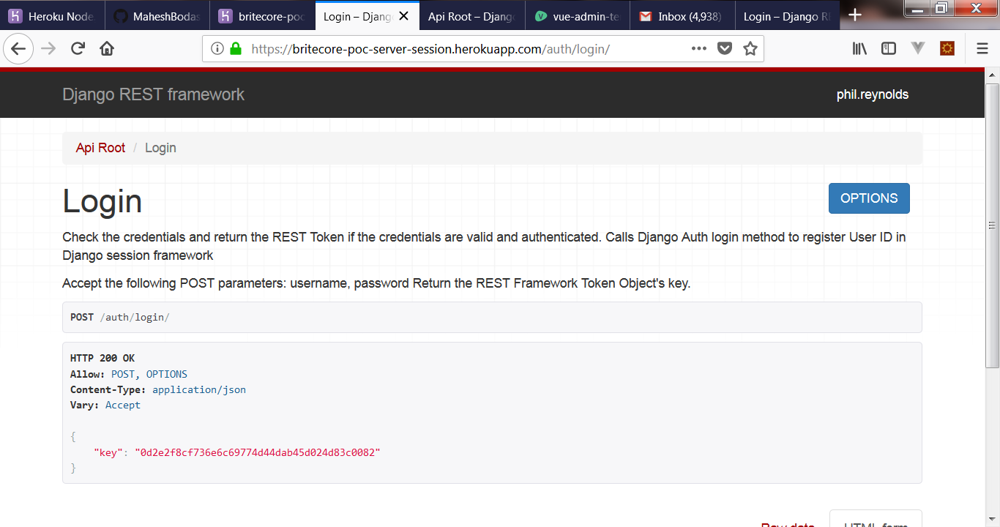 Heroku Node
MaheshBodas
britecore-poc
Login – Djang
Api Root – Djang
vue-admin-te
Inbox (4,938)
Login – Django R
https://britecore-poc-server-session.herokuapp.com/auth/login/
Django REST framework
phil.reynolds
Api Root / Login
Login
OPTIONS
Check the credentials and return the REST Token if the credentials are valid and authenticated. Calls Django Auth login method to register User ID in
Django session framework
Accept the following POST parameters: username, password Return the REST Framework Token Object's key.
POST /auth/login/
HTTP 200 OK
Allow: POST, OPTIONS
Content-Type: application/json
Vary: Accept
{
"key": "0d2e2f8cf736e6c69774d44dab45d024d83c0082"
}
Raw data
HTML form